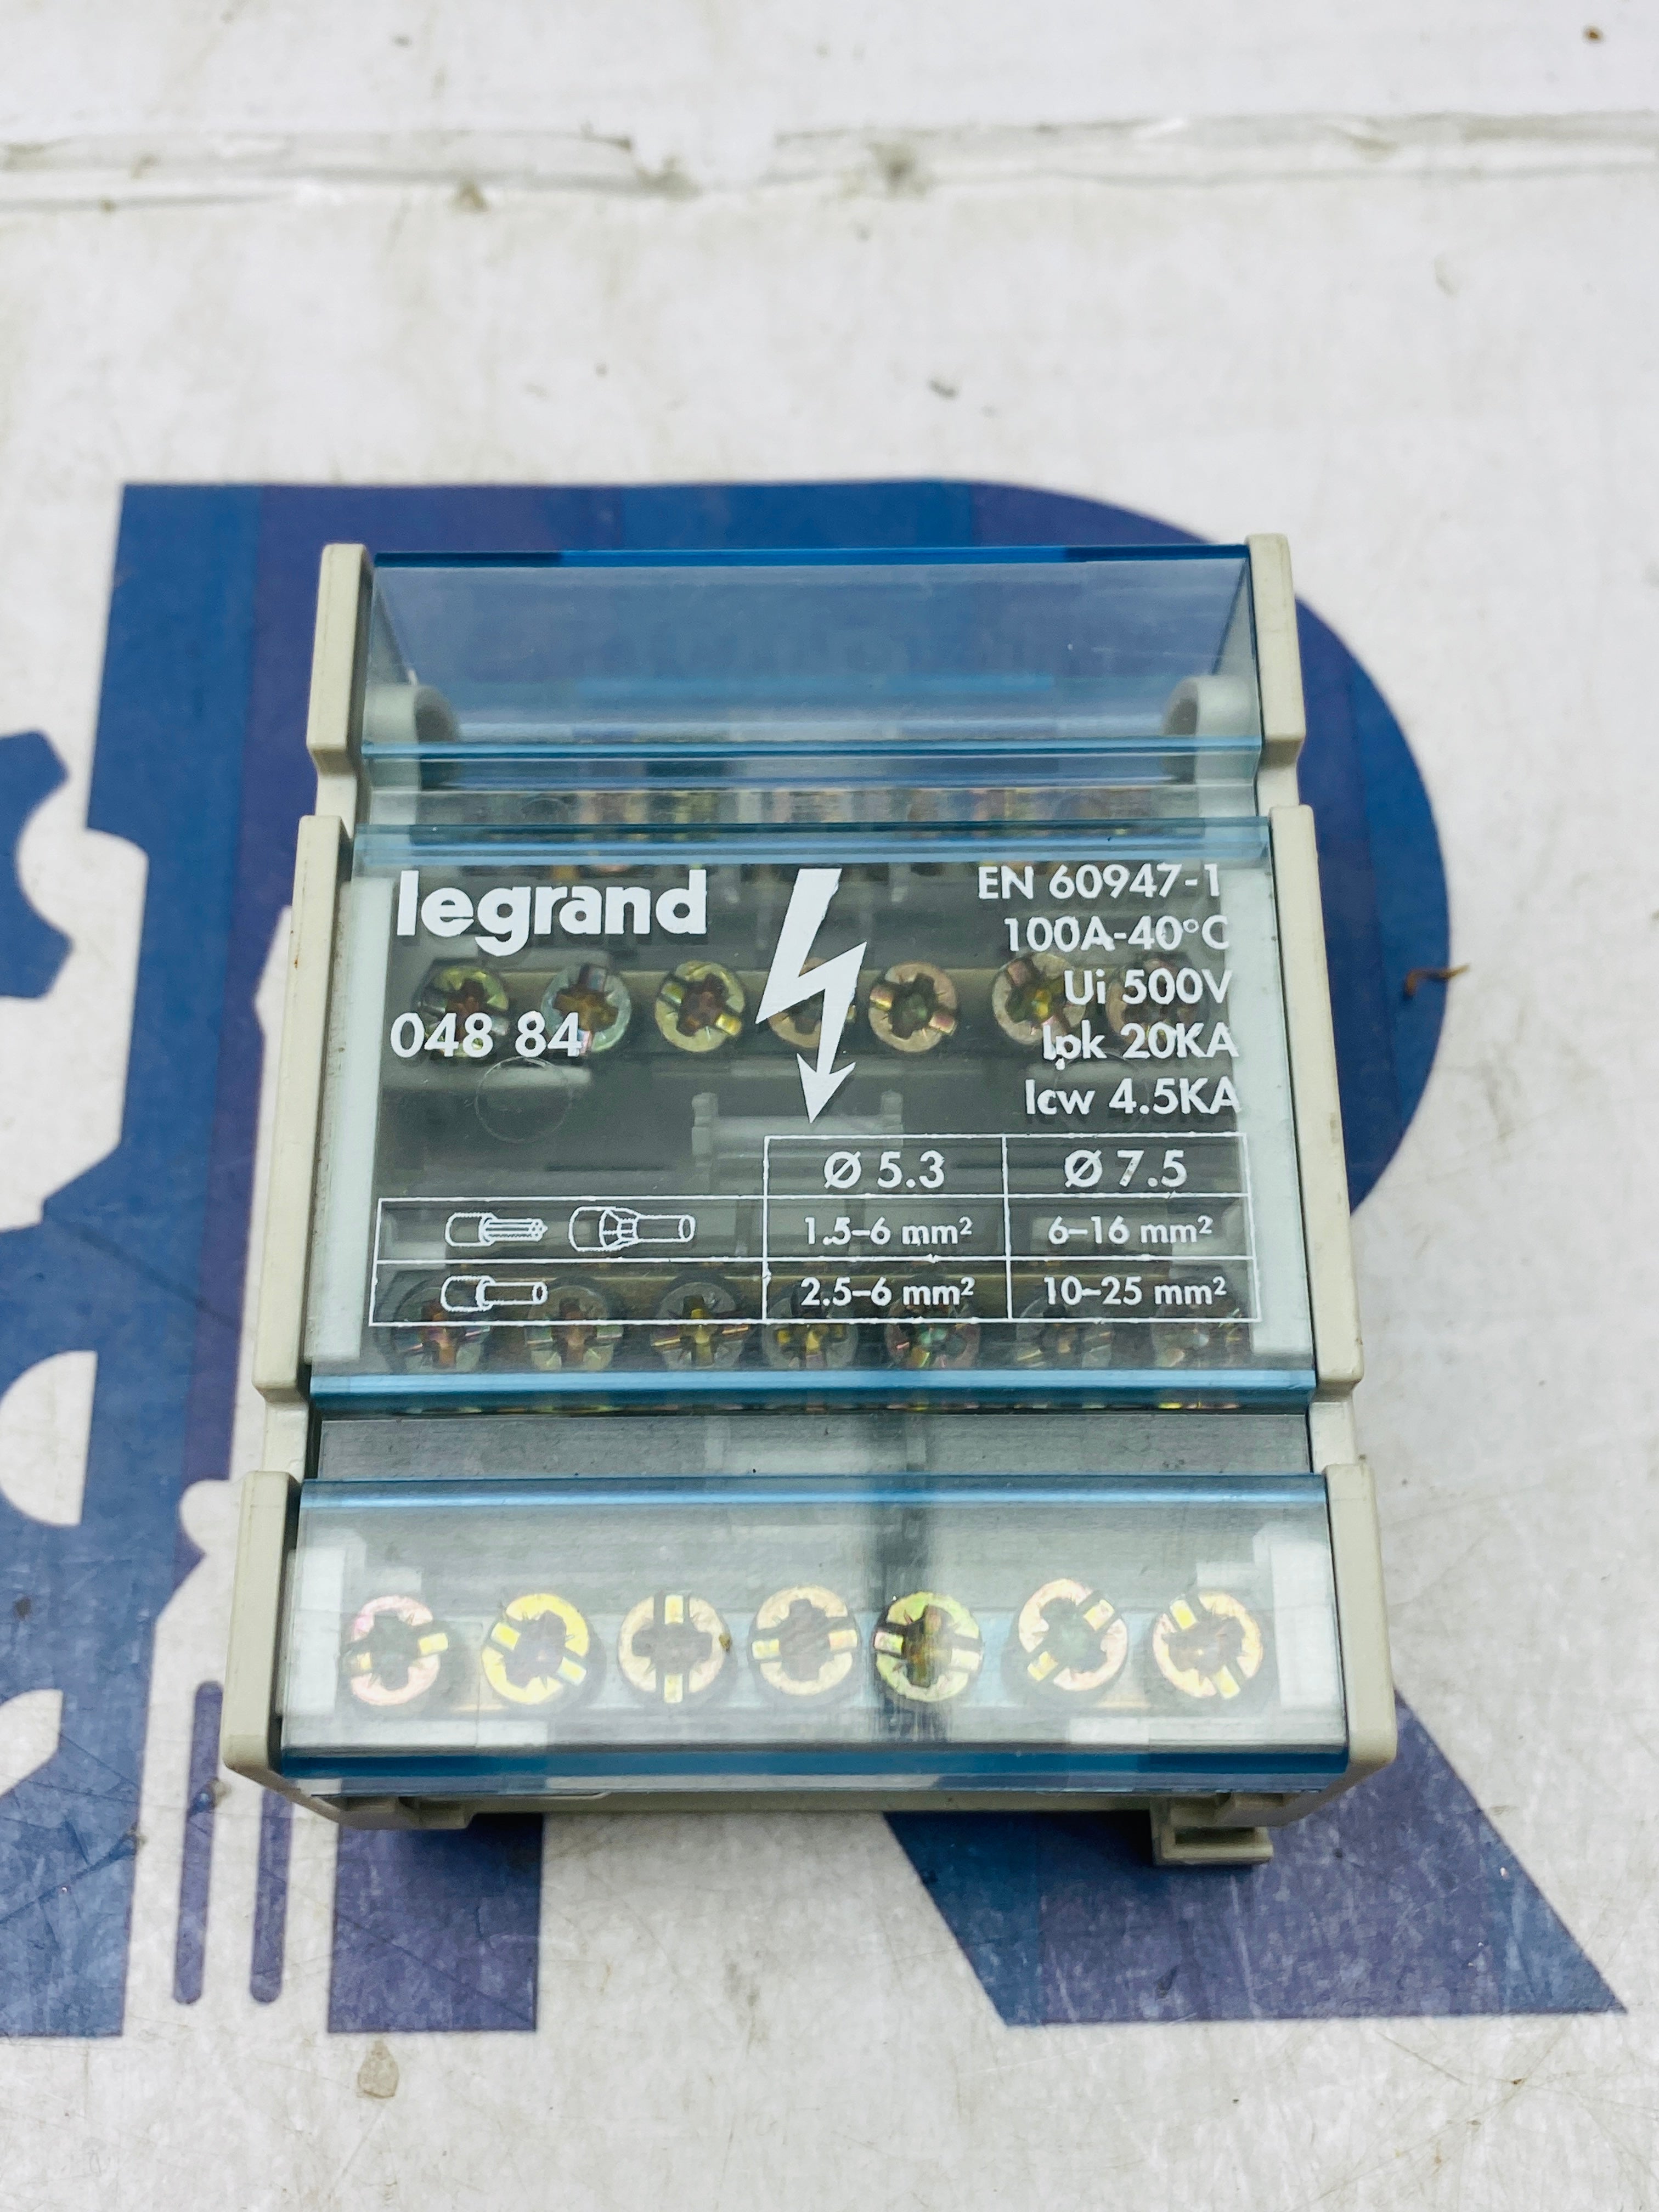 legrand
048 84
EN 60947-1
100A-40°C
Ui 500V
Ipk 20KA
Icw 4.5KA
Ø 5.3 Ø 7.5
1.5–6 mm² 6–16 mm²
2.5–6 mm² 10–25 mm²